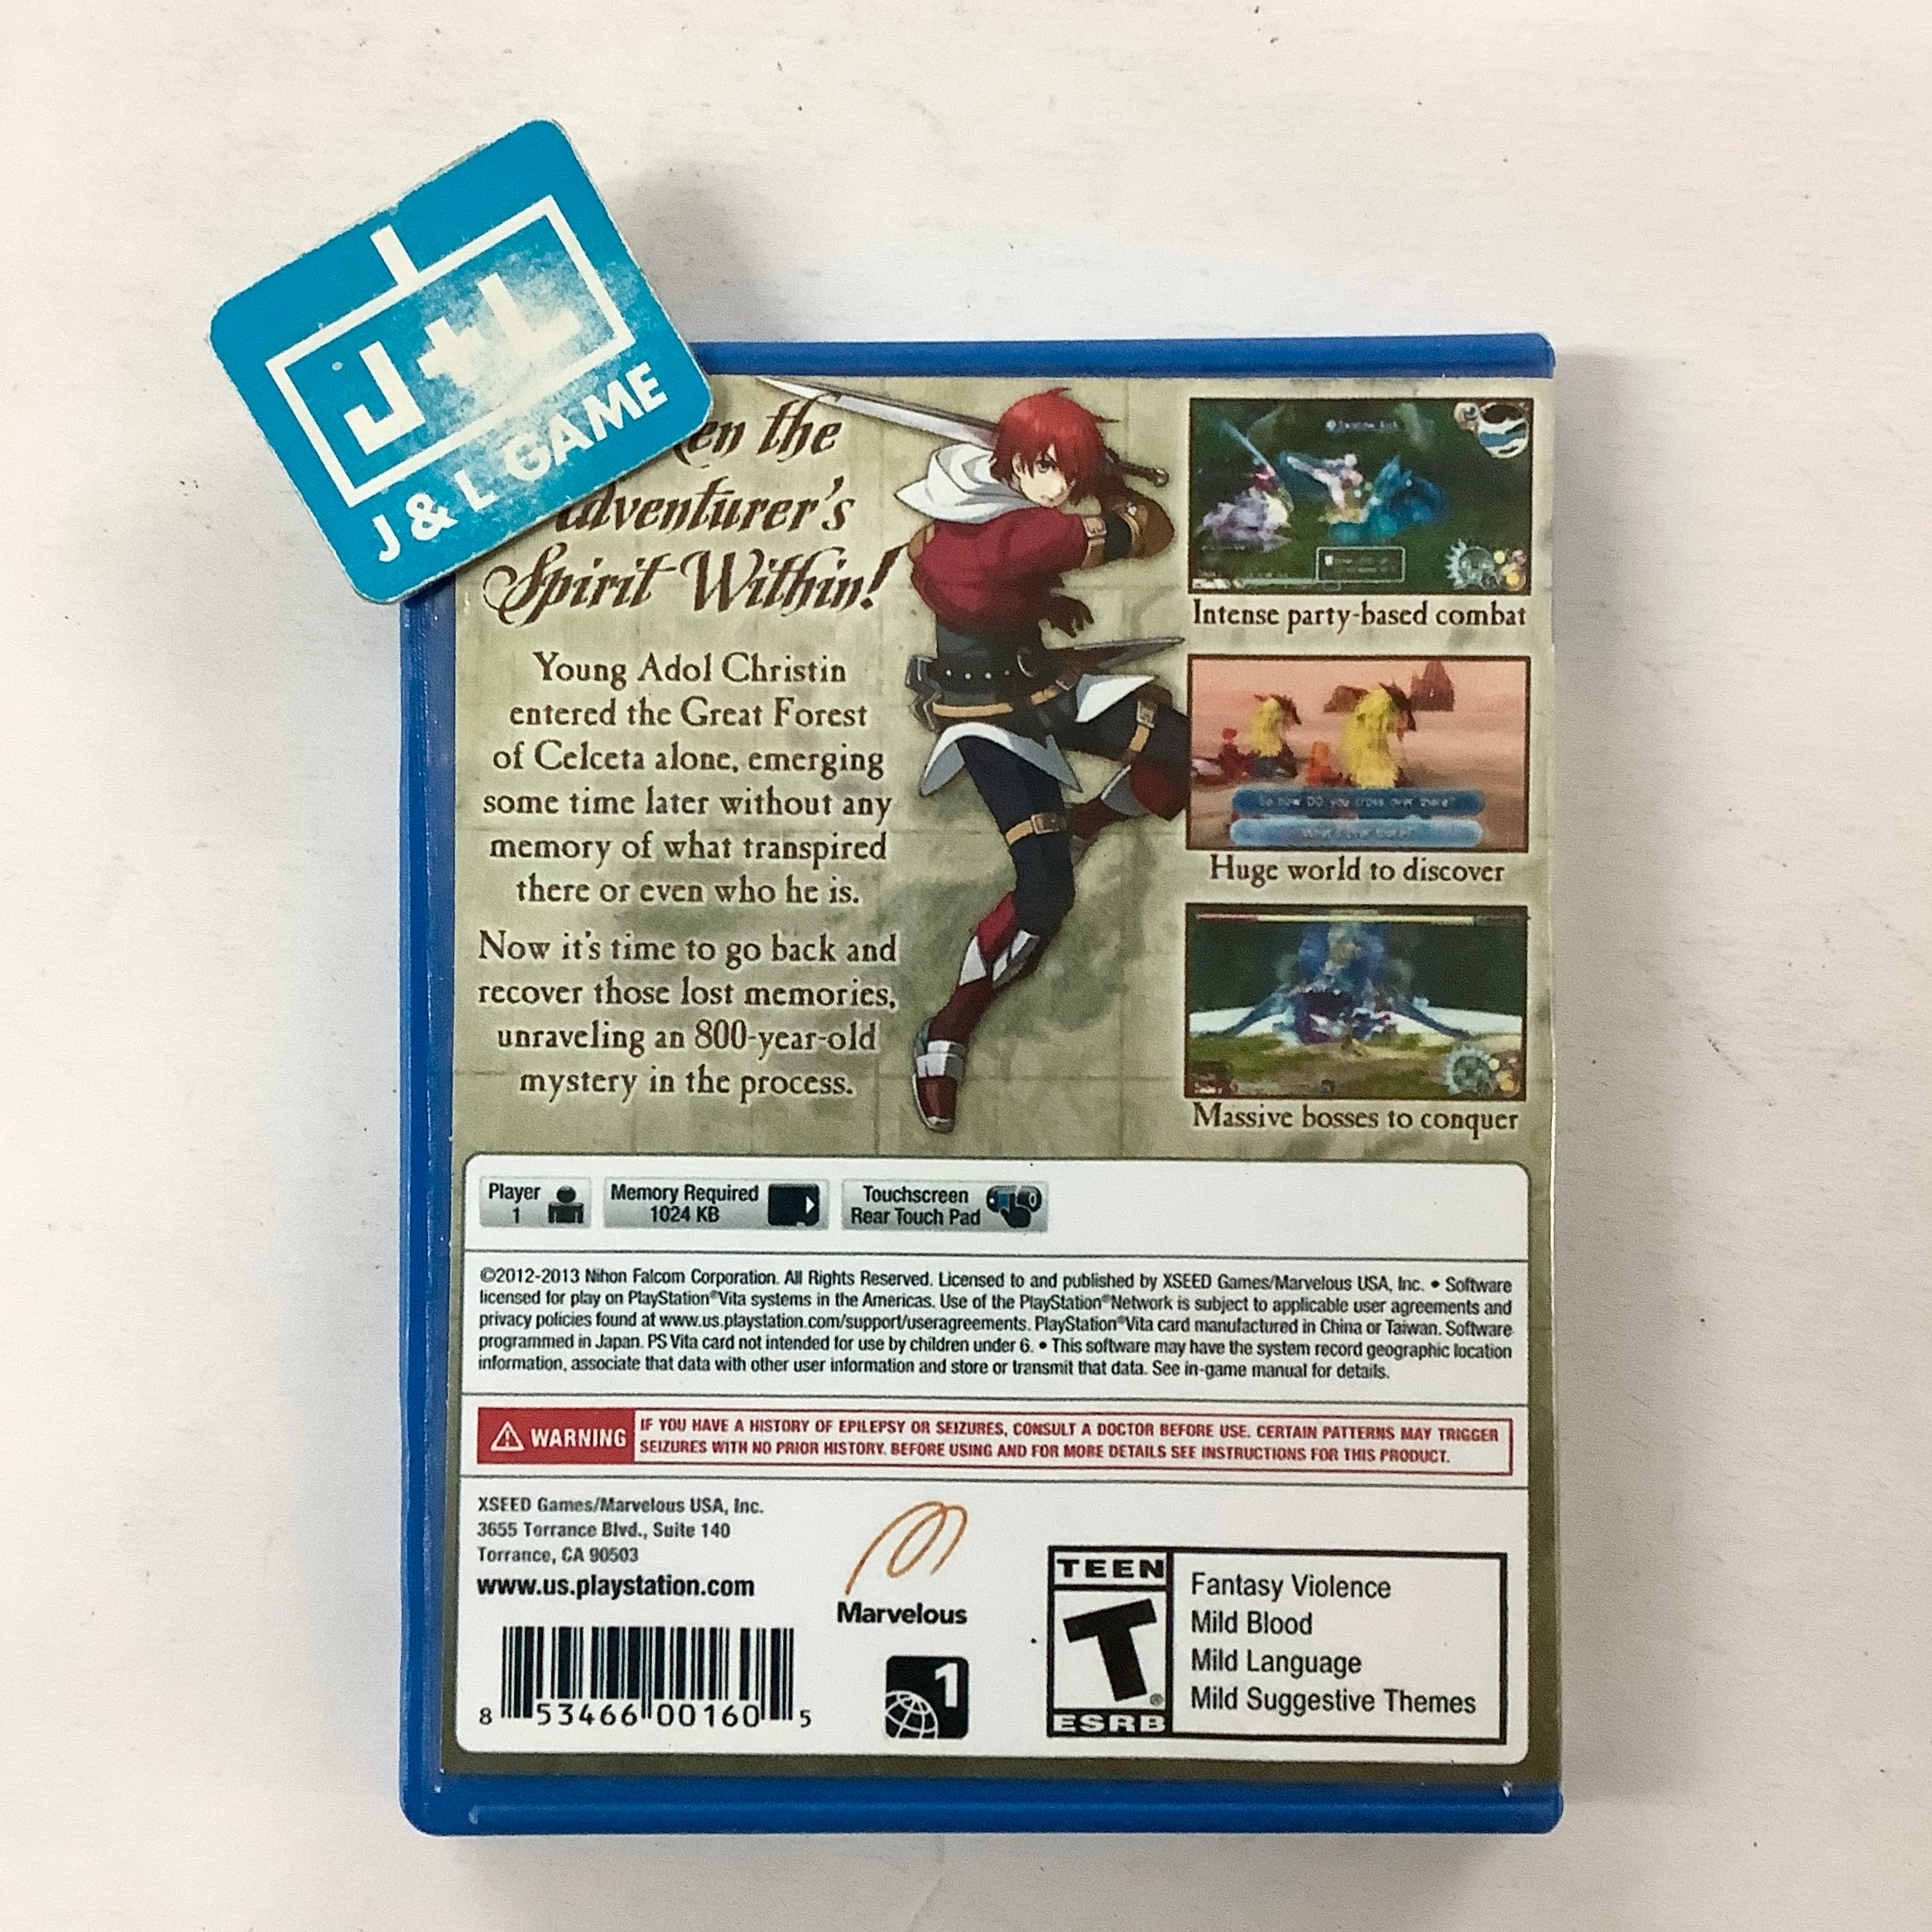 J+L
J & L GAME
the
adventurer's
Spirit Within!
Young Adol Christin
entered the Great Forest
of Celceta alone, emerging
some time later without any
memory of what transpired
there or even who he is.
Now it's time to go back and
recover those lost memories,
unraveling an 800-year-old
mystery in the process.
Intense party-based combat
So how DO you cross over there?
Huge world to discover
Massive bosses to conquer
Player
1
Memory Required
1024 KB
Touchscreen
Rear Touch Pad
©2012-2013 Nihon Falcom Corporation. All Rights Reserved. Licensed to and published by XSEED Games/Marvelous USA, Inc. • Software
licensed for play on PlayStation®Vita systems in the Americas. Use of the PlayStation®Network is subject to applicable user agreements and
privacy policies found at www.us.playstation.com/support/useragreements. PlayStation®Vita card manufactured in China or Taiwan. Software
programmed in Japan. PS Vita card not intended for use by children under 6. • This software may have the system record geographic location
information, associate that data with other user information and store or transmit that data. See in-game manual for details.
WARNING
IF YOU HAVE A HISTORY OF EPILEPSY OR SEIZURES, CONSULT A DOCTOR BEFORE USE. CERTAIN PATTERNS MAY TRIGGER
SEIZURES WITH NO PRIOR HISTORY. BEFORE USING AND FOR MORE DETAILS SEE INSTRUCTIONS FOR THIS PRODUCT.
XSEED Games/Marvelous USA, Inc.
3655 Torrance Blvd., Suite 140
Torrance, CA 90503
www.us.playstation.com
Marvelous
8 53466 00160 5
1
TEEN
T®
ESRB
Fantasy Violence
Mild Blood
Mild Language
Mild Suggestive Themes